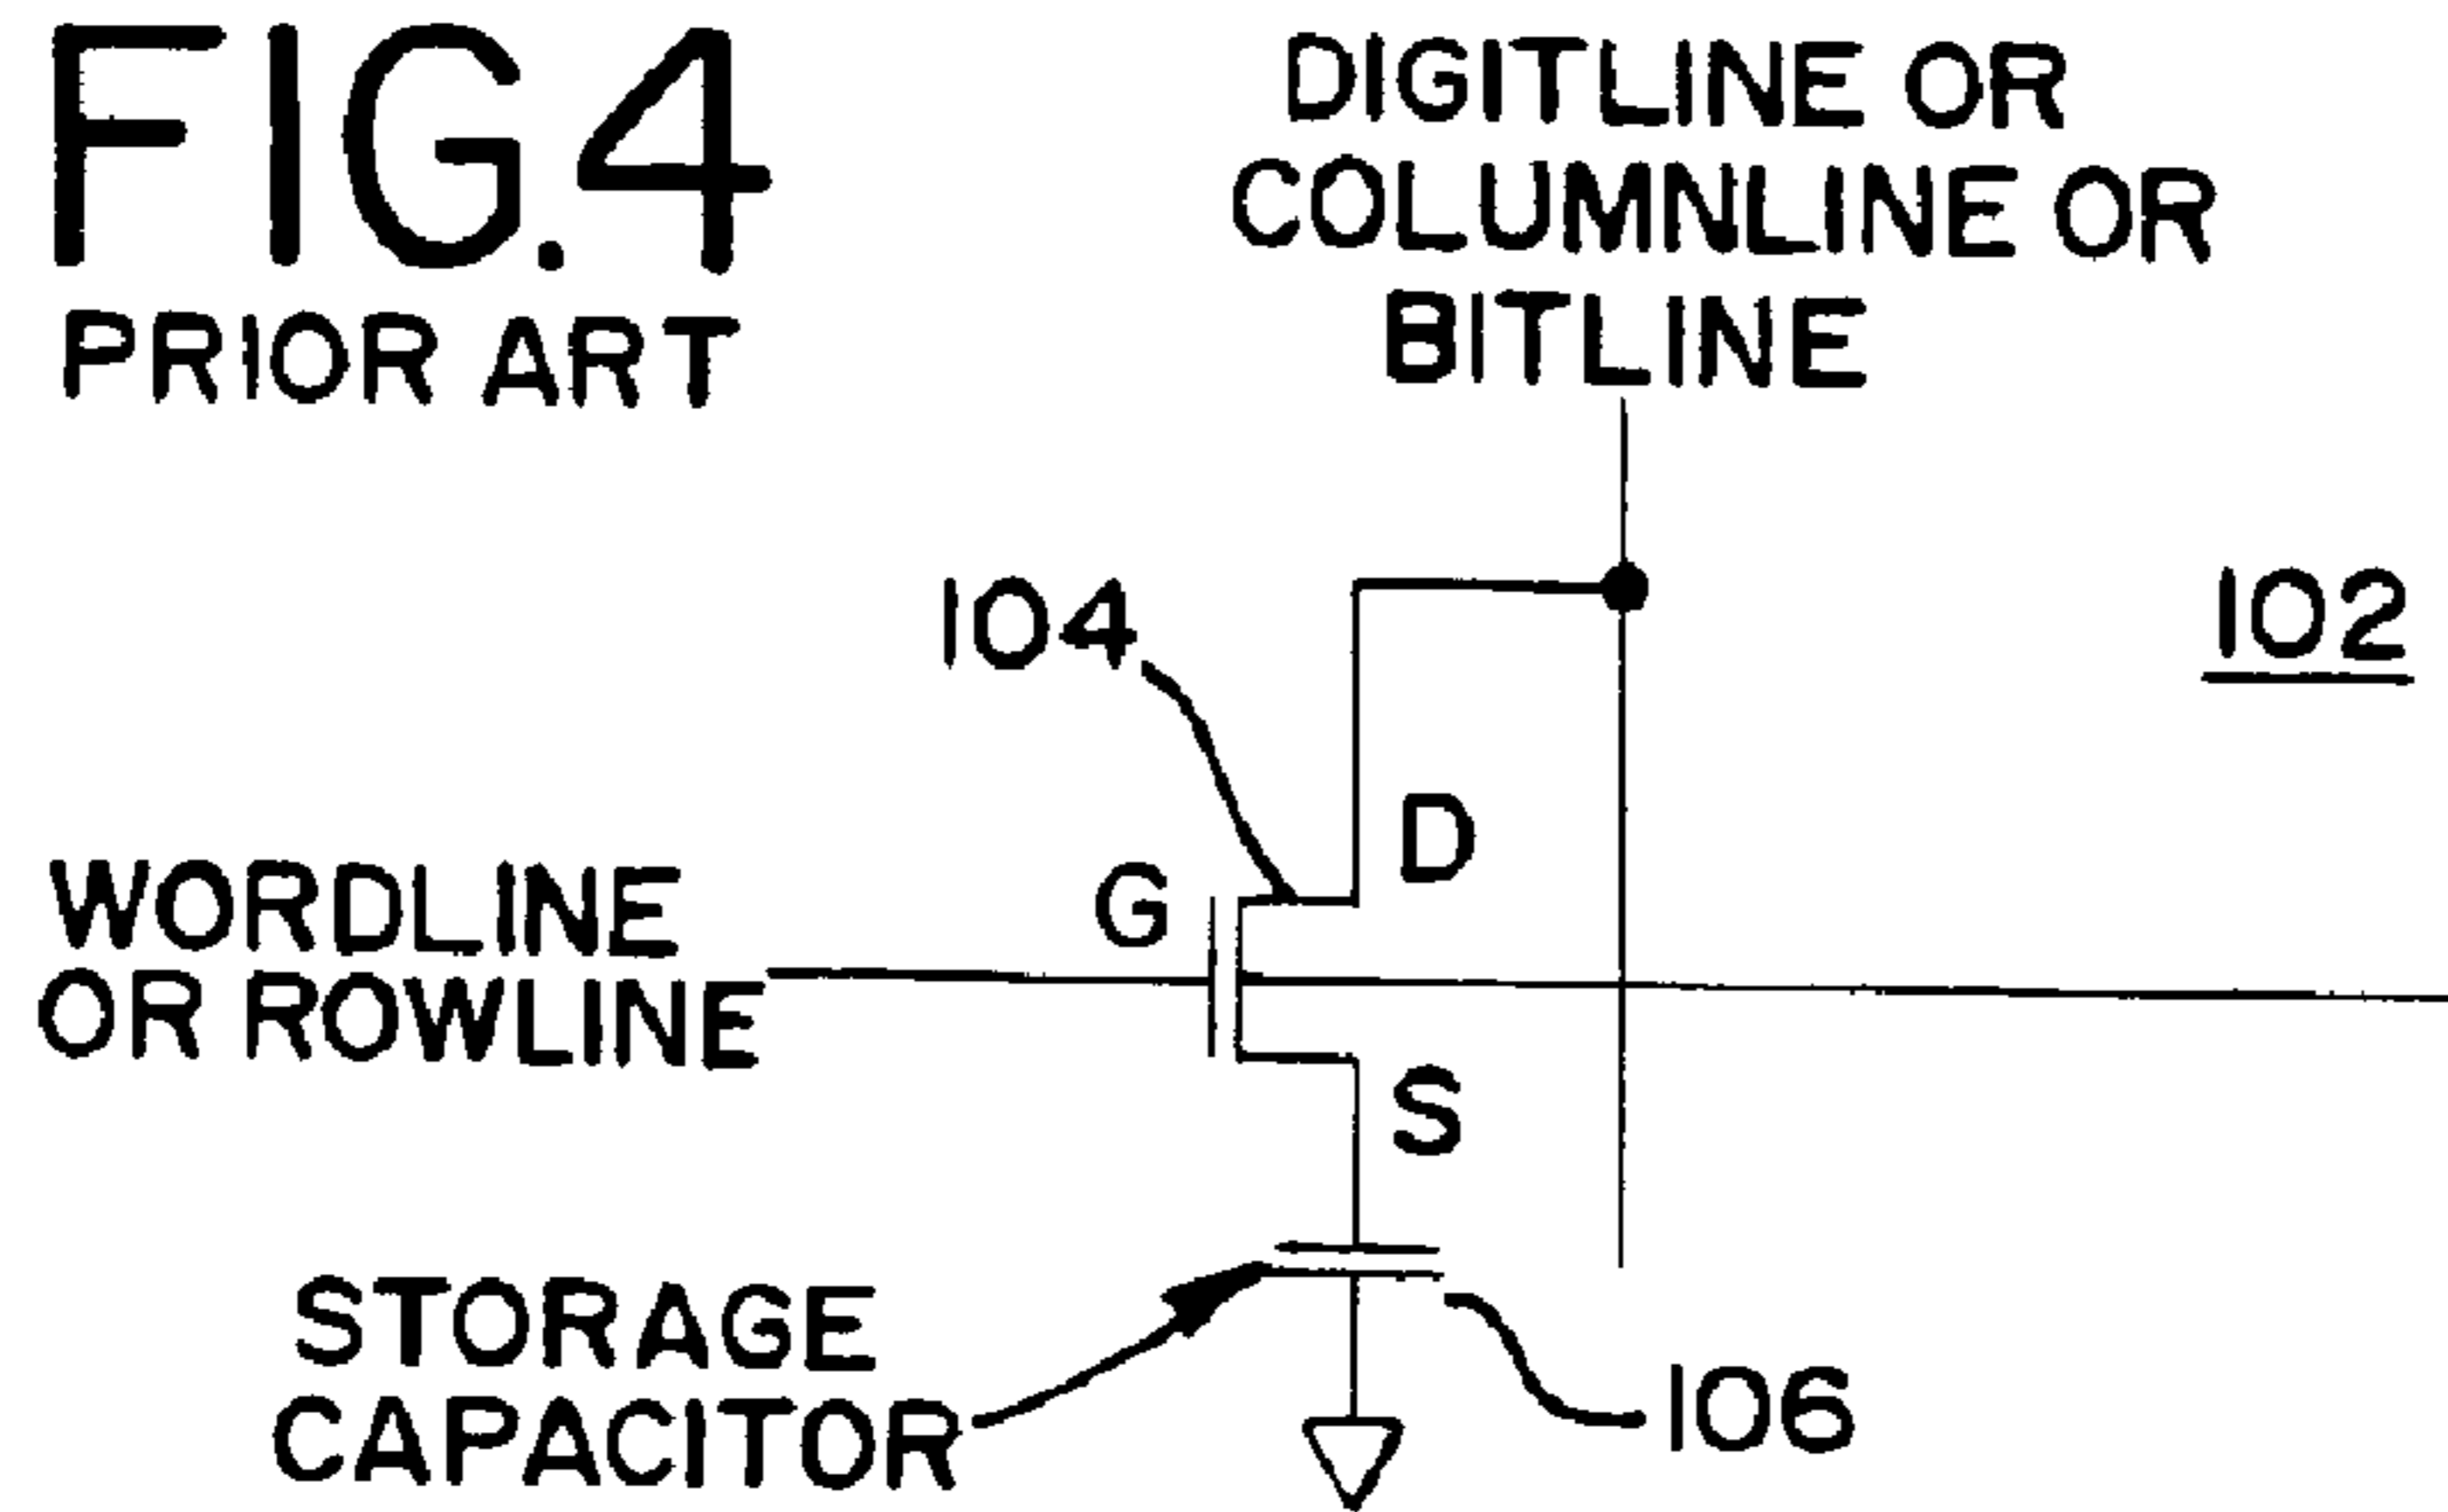 FIG.4
PRIOR ART
DIGITLINE OR
COLUMNLINE OR
BITLINE
104
102
D
G
WORDLINE
OR ROWLINE
S
STORAGE
CAPACITOR
106